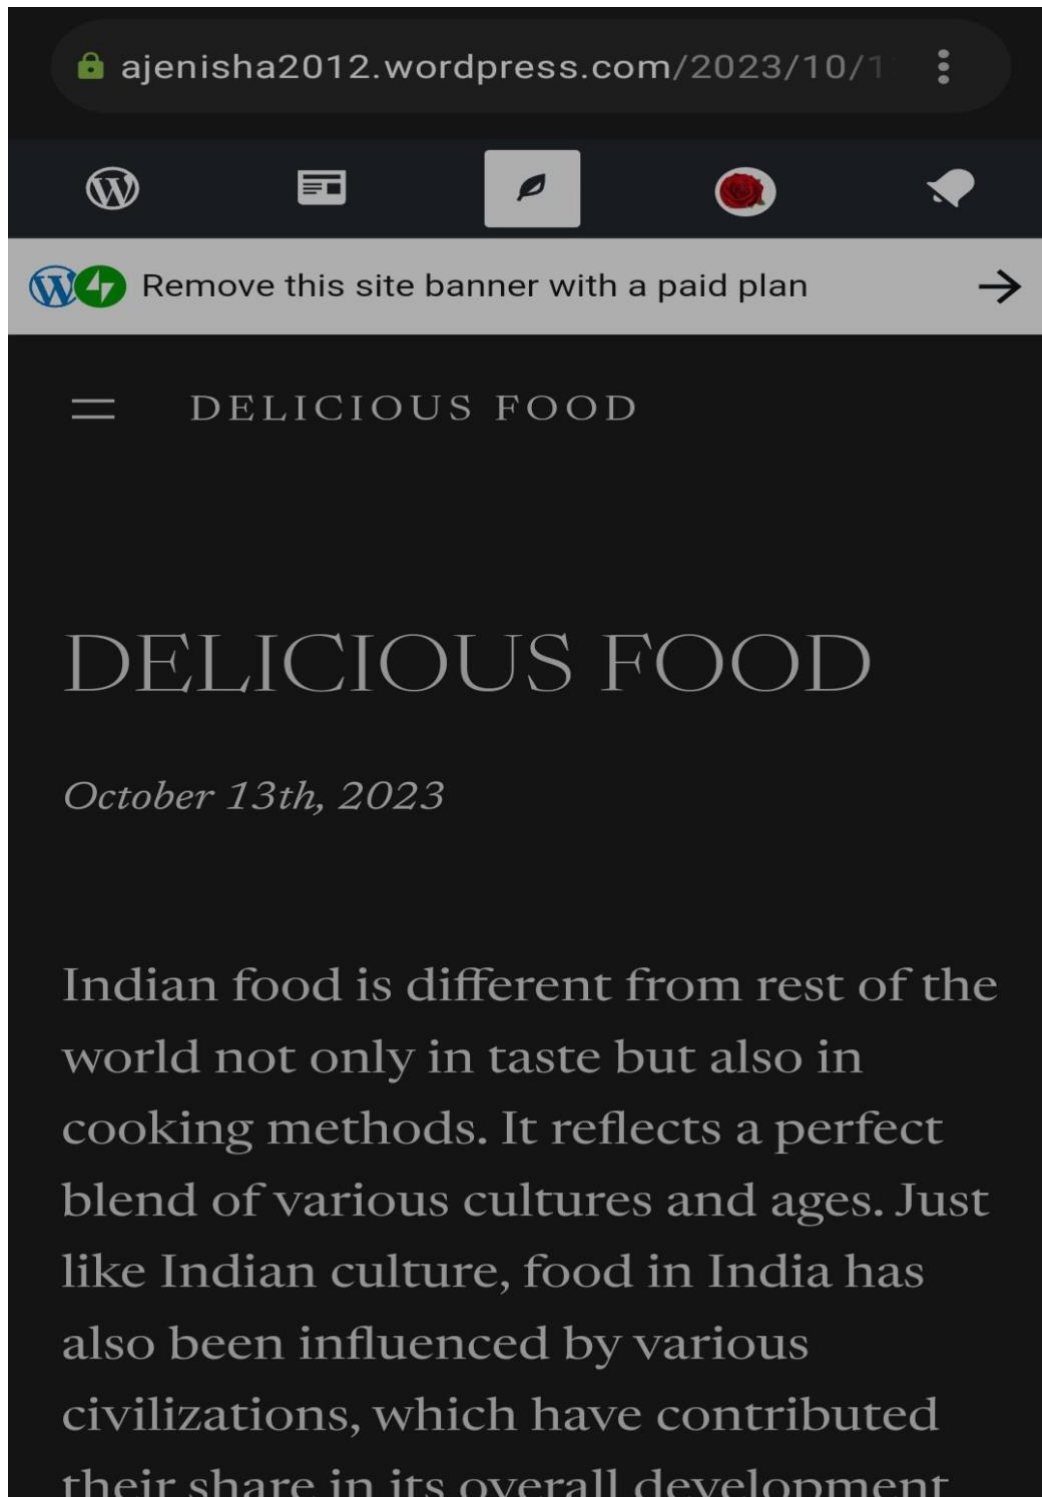 ajenisha2012.wordpress.com/2023/10/1
Remove this site banner with a paid plan
DELICIOUS FOOD
DELICIOUS FOOD
October 13th, 2023
Indian food is different from rest of the
world not only in taste but also in
cooking methods. It reflects a perfect
blend of various cultures and ages. Just
like Indian culture, food in India has
also been influenced by various
civilizations, which have contributed
their share in its overall development